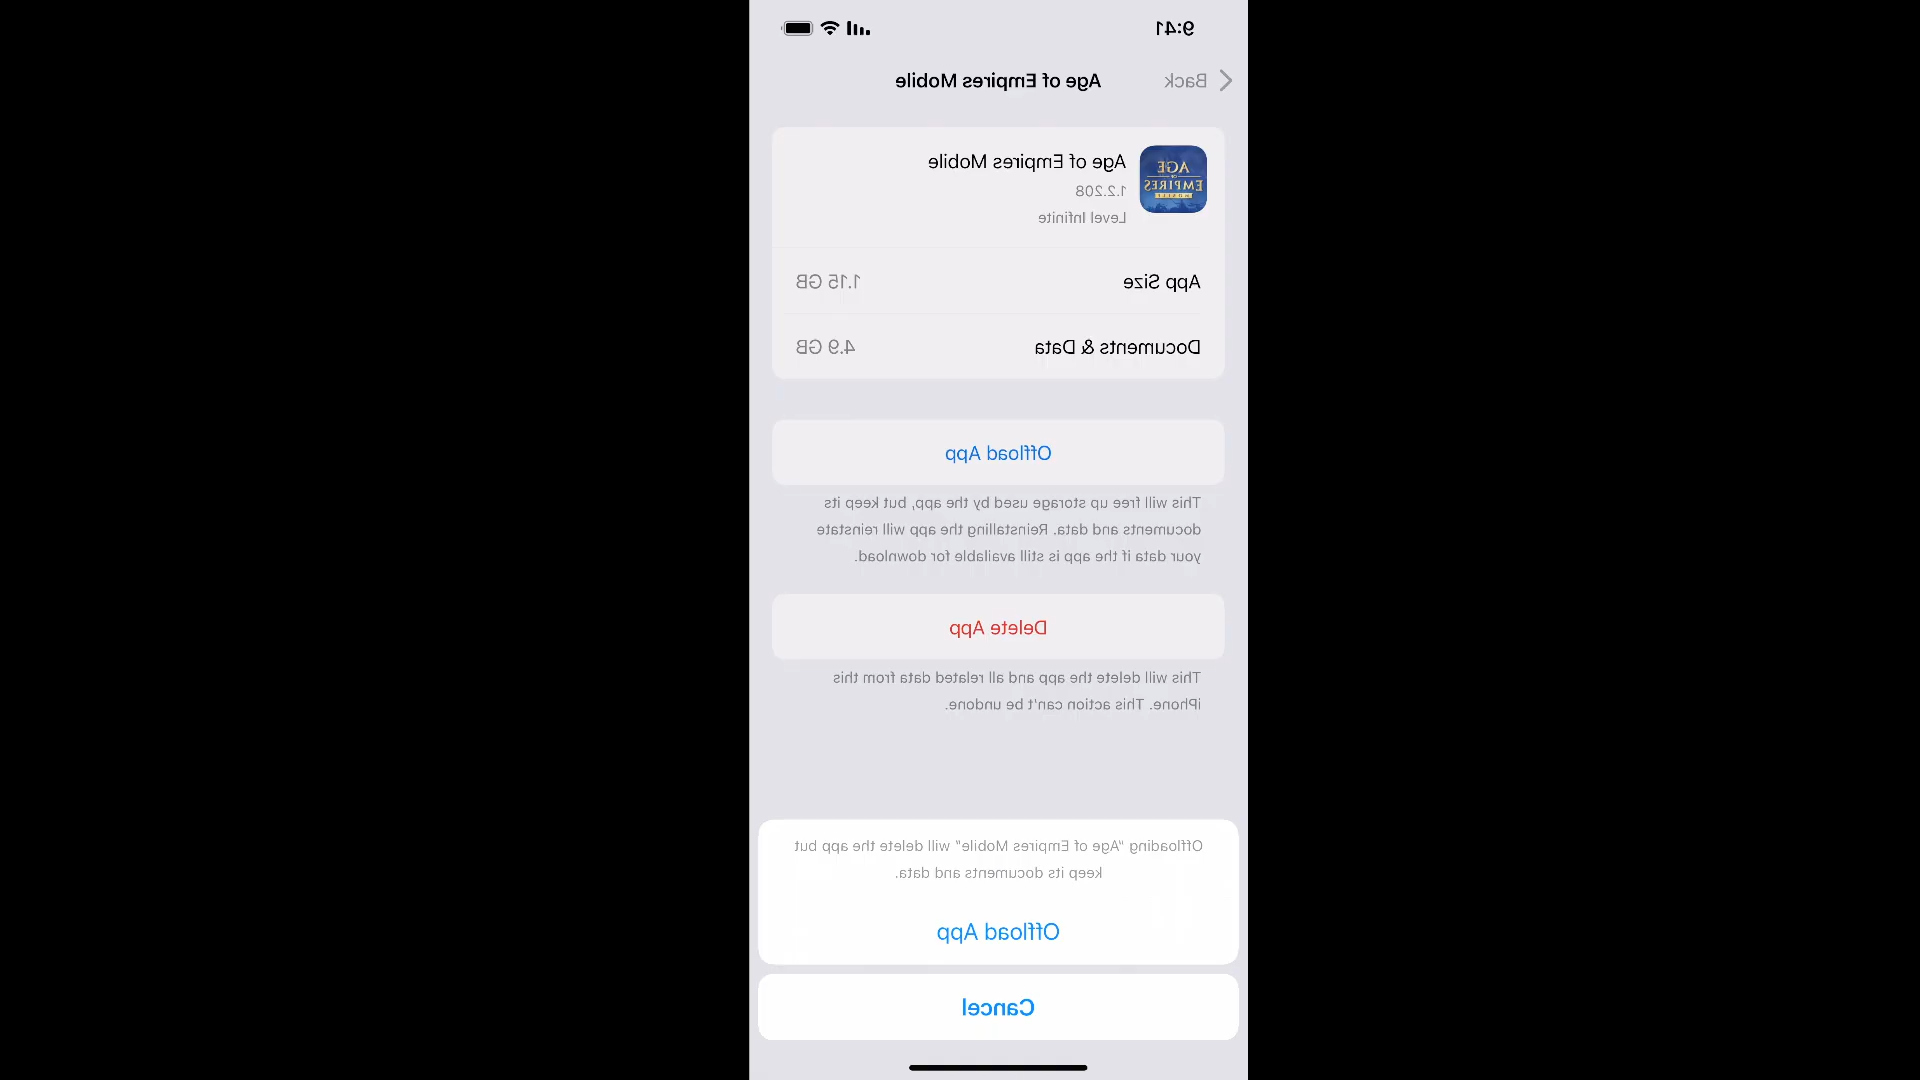 9:41
Back
Age of Empires Mobile
AGE
OF
EMPIRES
MOBILE
Age of Empires Mobile
1.2.208
Level Infinite
App Size
1.15 GB
Documents & Data
4.9 GB
Offload App
This will free up storage used by the app, but keep its
documents and data. Reinstalling the app will reinstate
your data if the app is still available for download.
Delete App
This will delete the app and all related data from this
iPhone. This action can't be undone.
Offloading "Age of Empires Mobile" will delete the app but
keep its documents and data.
Offload App
Cancel